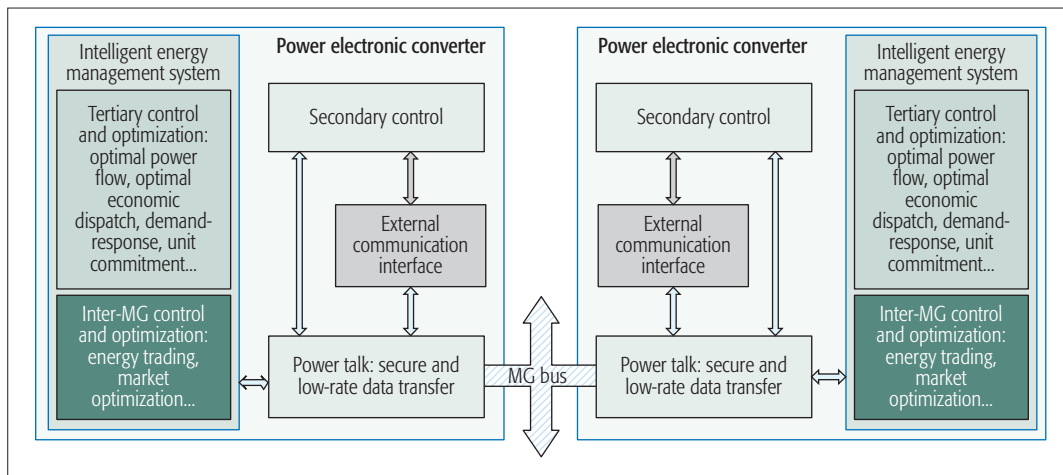 Intelligent energy
management system
Tertiary control
and optimization:
optimal power
flow, optimal
economic
dispatch, demand-
response, unit
commitment...
Inter-MG control
and optimization:
energy trading,
market
optimization...
Power electronic converter
Secondary control
External
communication
interface
Power talk: secure and
low-rate data transfer
MG bus
Power electronic converter
Secondary control
External
communication
interface
Power talk: secure and
low-rate data transfer
Intelligent energy
management system
Tertiary control
and optimization:
optimal power
flow, optimal
economic
dispatch, demand-
response, unit
commitment...
Inter-MG control
and optimization:
energy trading,
market
optimization...